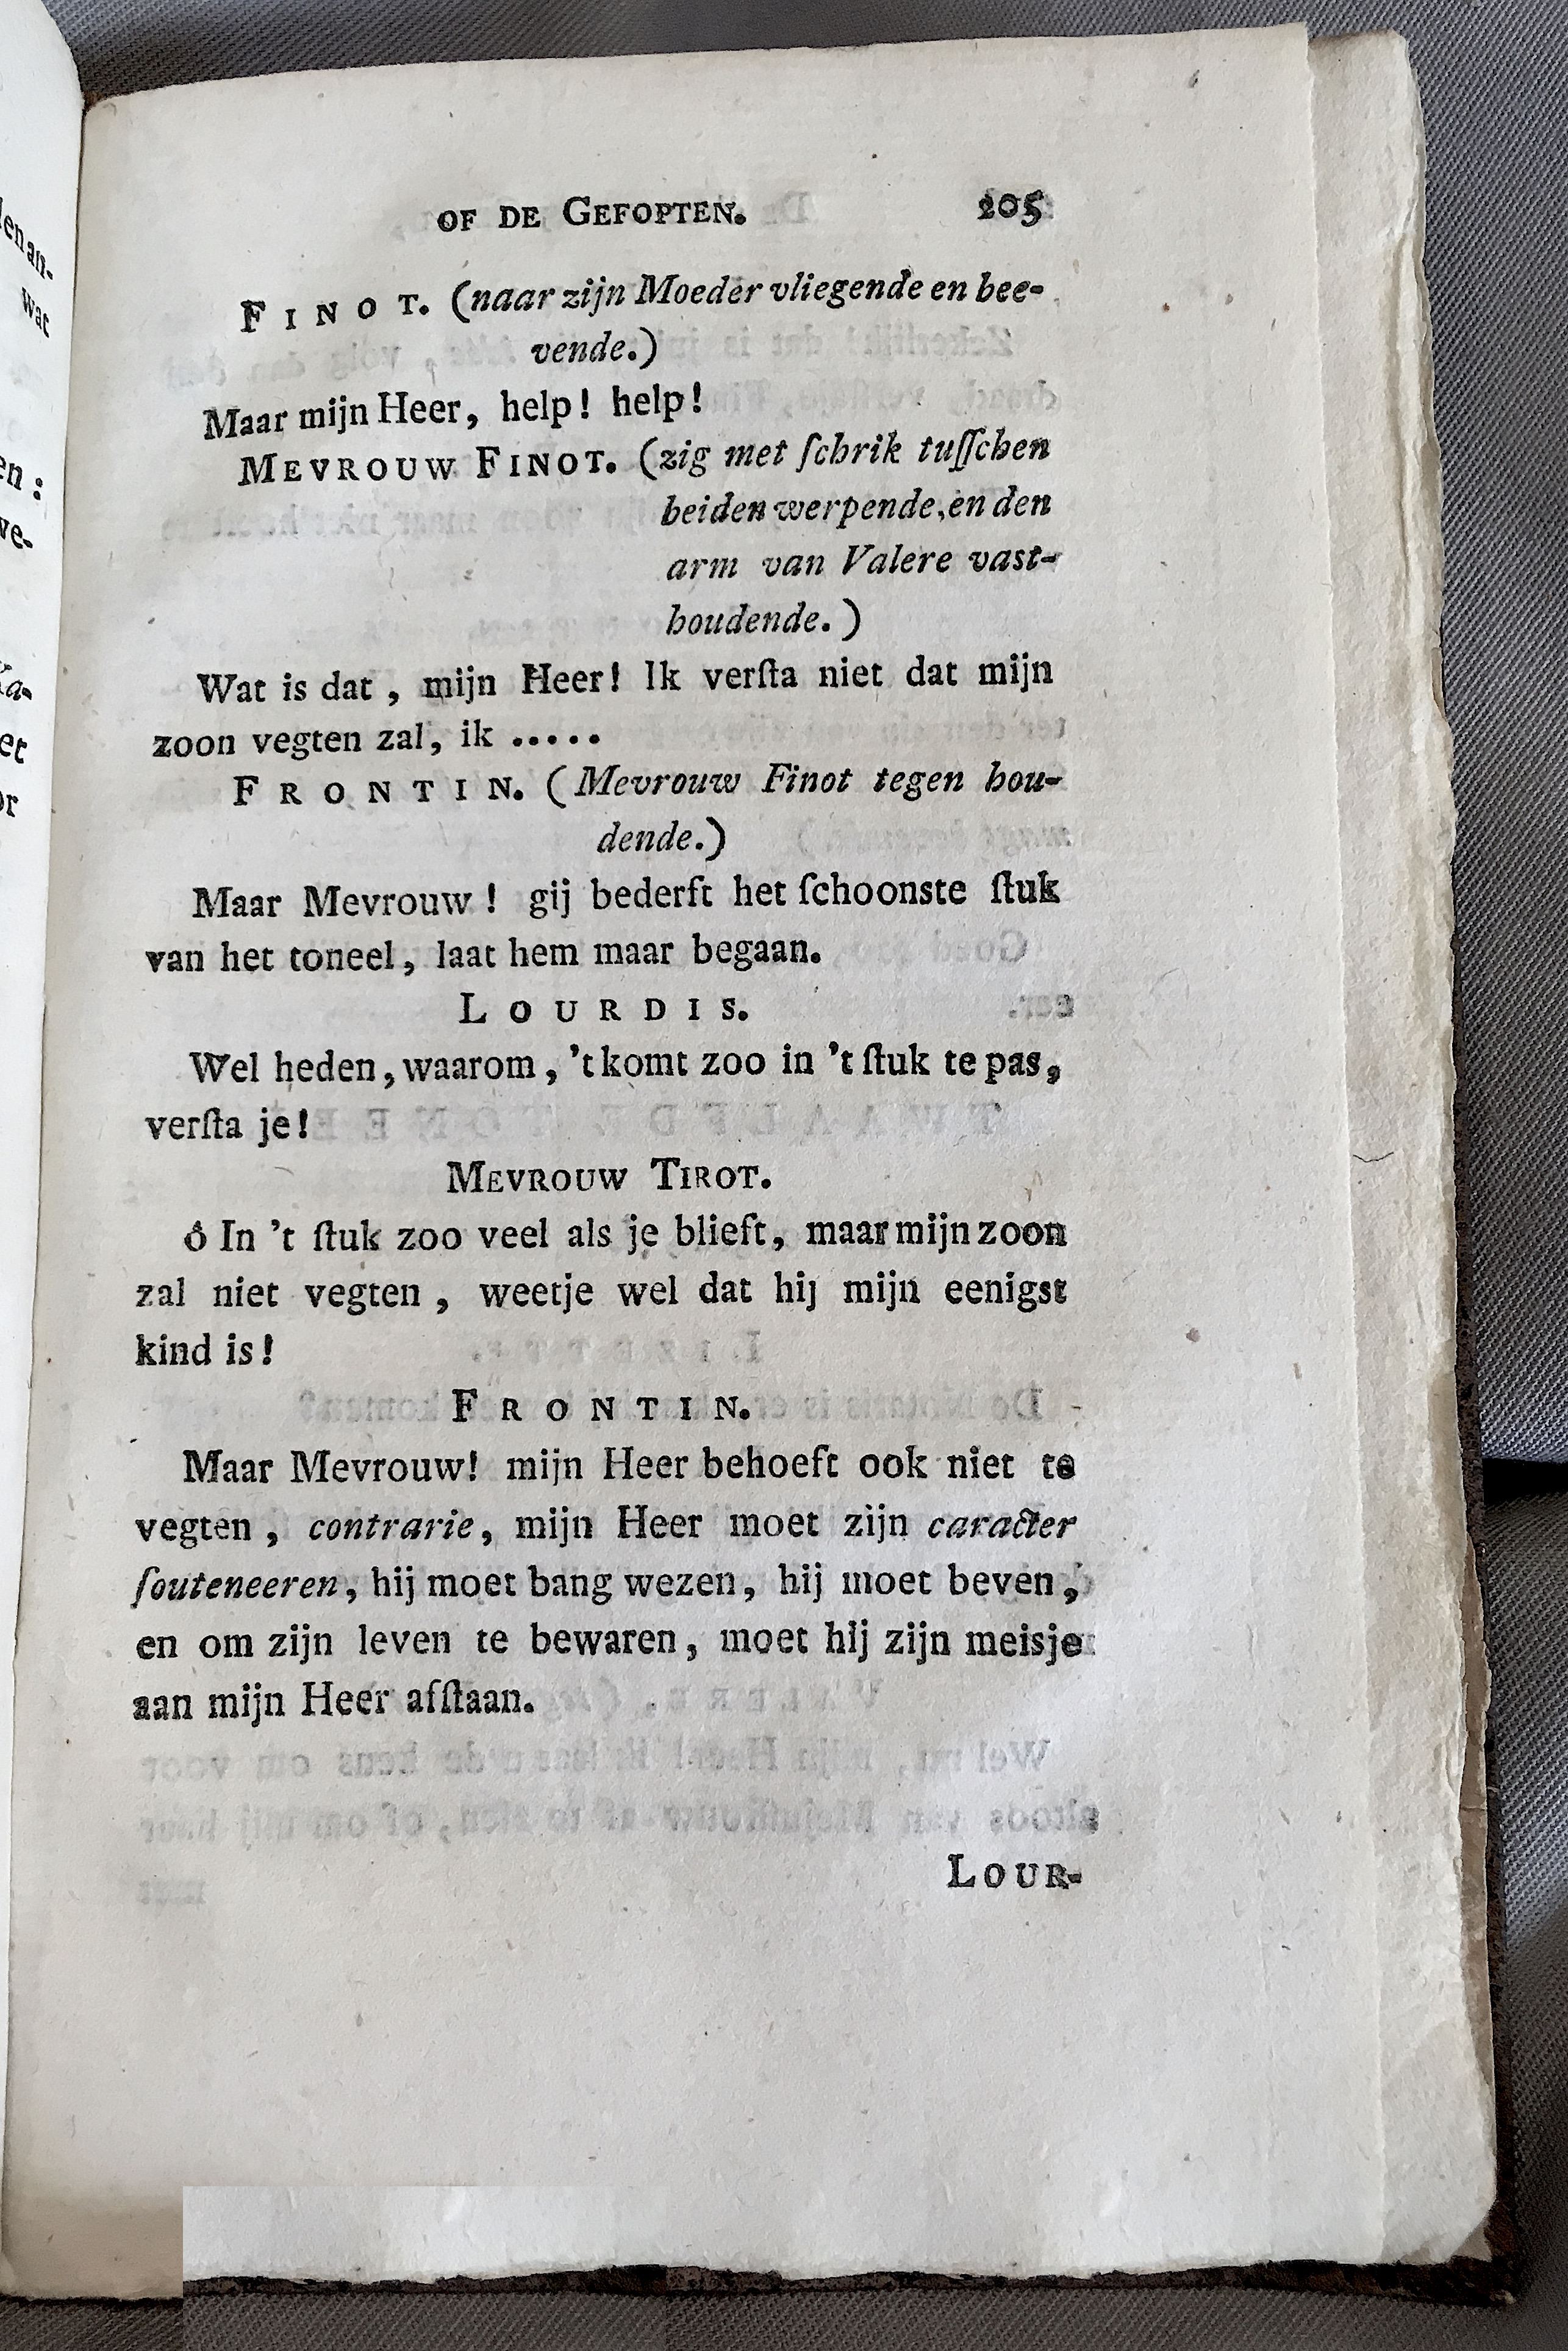 OF DE GEFOPTEN. 205
FINOT. (naar zijn Moeder vliegende en bee-
vende.)
Maar mijn Heer, help! help!
MEVROUW FINOT. (zig met ſchrik tuſſchen
beiden werpende, en den
arm van Valere vast-
houdende.)
Wat is dat, mijn Heer! Ik verſta niet dat mijn
zoon vegten zal, ik .....
FRONTIN. (Mevrouw Finot tegen hou-
dende.)
Maar Mevrouw! gij bederft het ſchoonste ſtuk
van het toneel, laat hem maar begaan.
LOURDIS.
Wel heden, waarom, 't komt zoo in 't ſtuk te pas,
verſta je!
MEVROUW TIROT.
ô In 't ſtuk zoo veel als je blieft, maar mijn zoon
zal niet vegten, weetje wel dat hij mijn eenigst
kind is!
FRONTIN.
Maar Mevrouw! mijn Heer behoeft ook niet te
vegten, contrarie, mijn Heer moet zijn caracter
ſouteneeren, hij moet bang wezen, hij moet beven,
en om zijn leven te bewaren, moet hij zijn meisje
aan mijn Heer afſtaan.
LOUR-